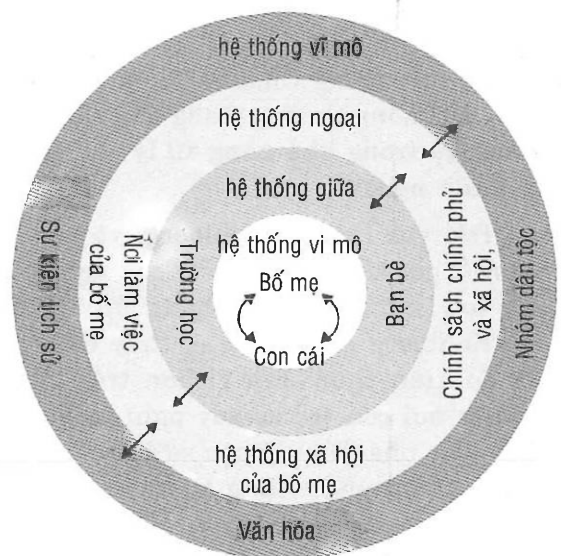 hệ thống vĩ mô
hệ thống ngoại
hệ thống giữa
hệ thống vi mô
Bố mẹ
Con cái
Trường học
Bạn bè
Nơi làm việc
của bố mẹ
Chính sách chính phủ
và xã hội,
Sự kiện lịch sử
Nhóm dân tộc
hệ thống xã hội
của bố mẹ
Văn hóa